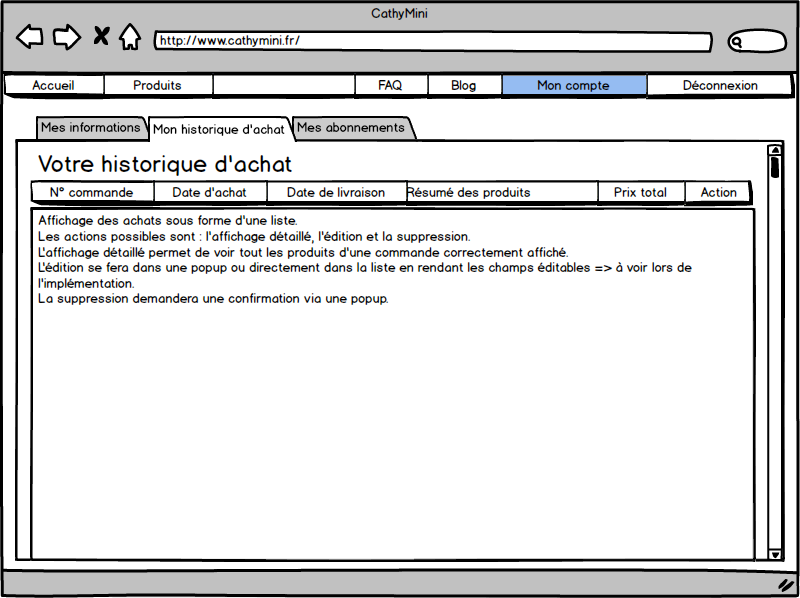 CathyMini
http://www.cathymini.fr/
Accueil Produits FAQ Blog Mon compte Déconnexion
Mes informations Mon historique d'achat Mes abonnements
Votre historique d'achat
N° commande Date d'achat Date de livraison Résumé des produits Prix total Action
Affichage des achats sous forme d'une liste.
Les actions possibles sont : l'affichage détaillé, l'édition et la suppression.
L'affichage détaillé permet de voir tout les produits d'une commande correctement affiché.
L'édition se fera dans une popup ou directement dans la liste en rendant les champs éditables => à voir lors de
l'implémentation.
La suppression demandera une confirmation via une popup.